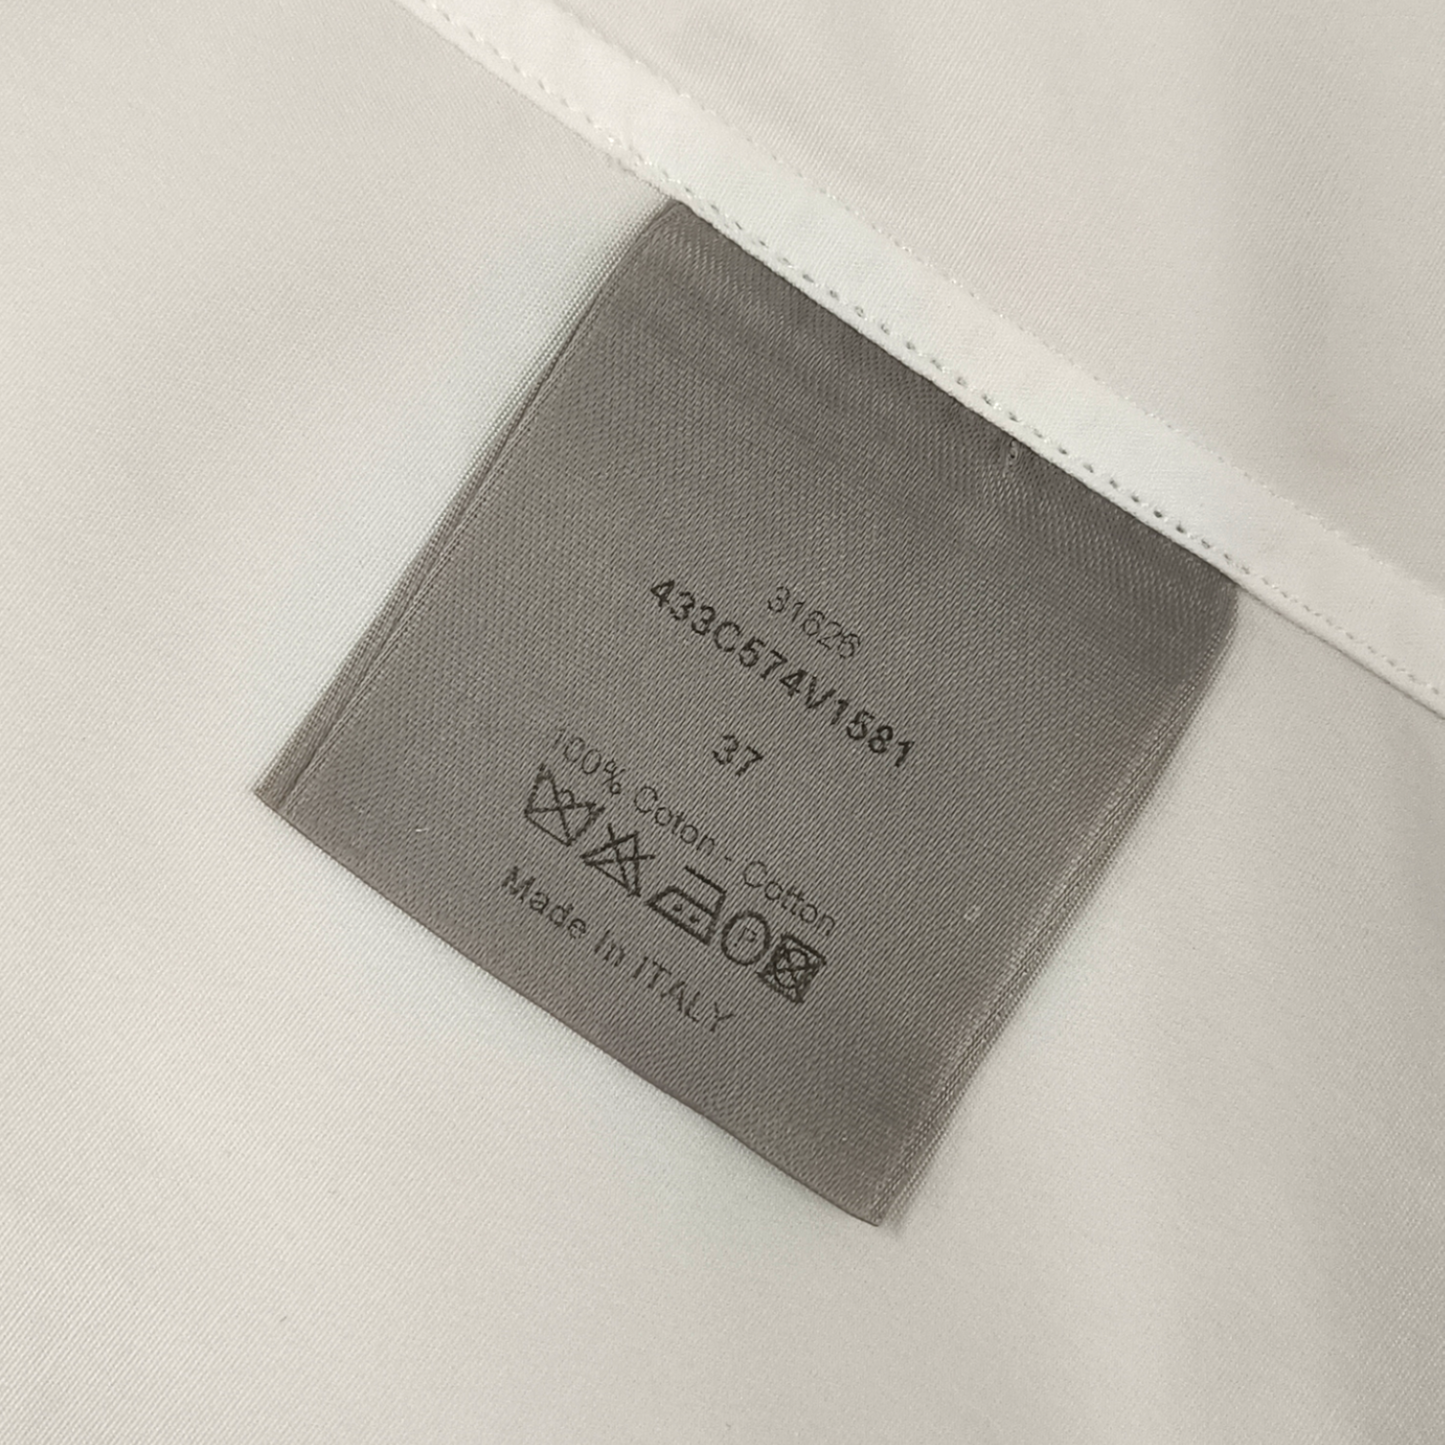 31626
433C574V1581
37
100% Coton - Cotton
P
Made In ITALY